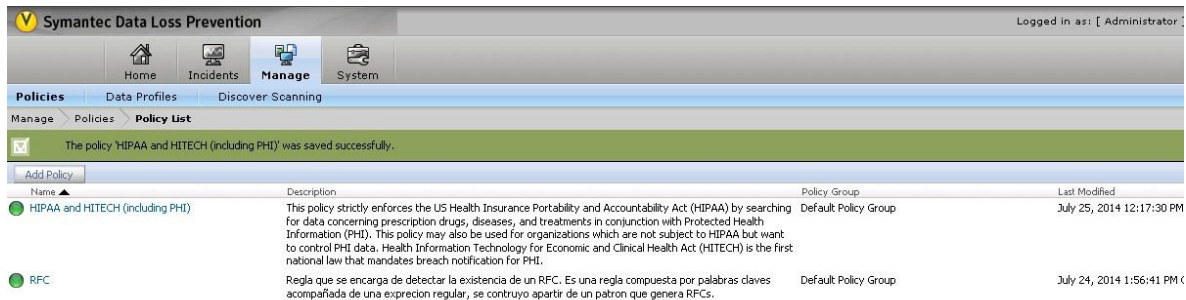 Symantec Data Loss Prevention
Logged in as: [ Administrator ]
Home Incidents Manage System
Policies Data Profiles Discover Scanning
Manage Policies Policy List
The policy 'HIPAA and HITECH (including PHI)' was saved successfully.
Add Policy
Name Description Policy Group Last Modified
HIPAA and HITECH (including PHI) This policy strictly enforces the US Health Insurance Portability and Accountability Act (HIPAA) by searching Default Policy Group July 25, 2014 12:17:30 PM
for data concerning prescription drugs, diseases, and treatments in conjunction with Protected Health
Information (PHI). This policy may also be used for organizations which are not subject to HIPAA but want
to control PHI data. Health Information Technology for Economic and Clinical Health Act (HITECH) is the first
national law that mandates breach notification for PHI.
RFC Regla que se encarga de detectar la existencia de un RFC. Es una regla compuesta por palabras claves Default Policy Group July 24, 2014 1:56:41 PM
acompañada de una exprecion regular, se contruyo apartir de un patron que genera RFCs.